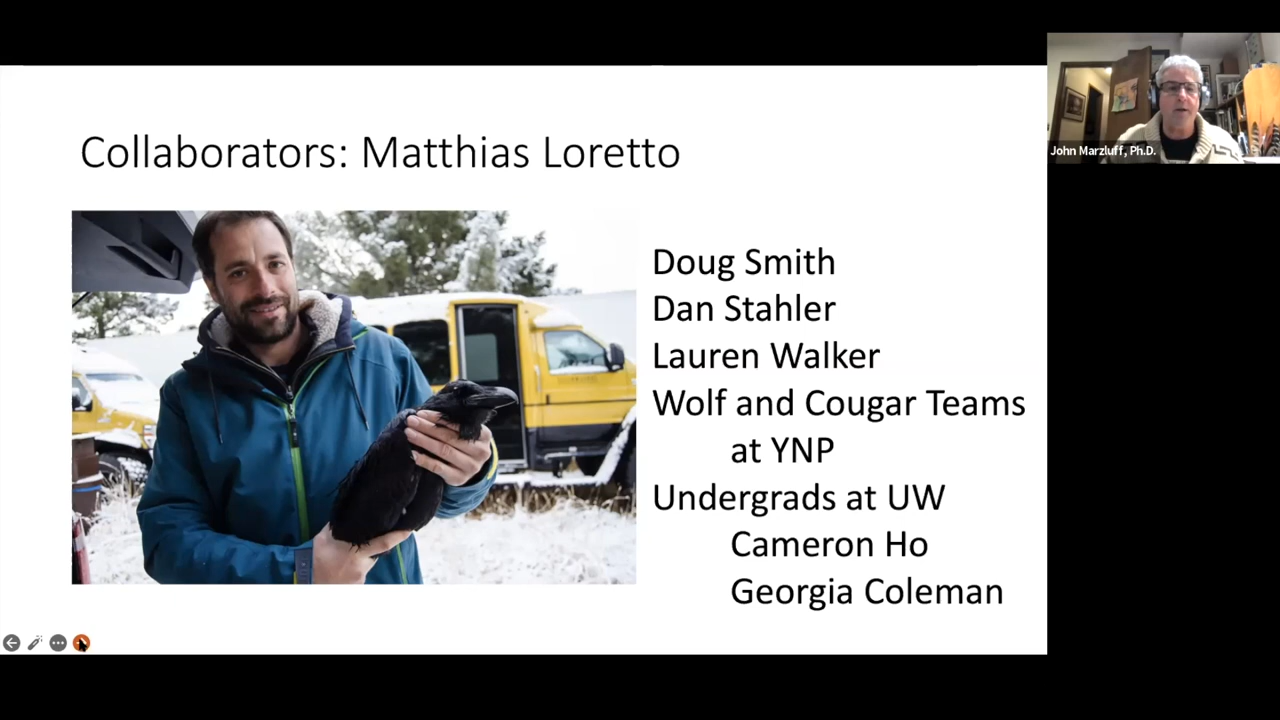 Collaborators: Matthias Loretto
Doug Smith
Dan Stahler
Lauren Walker
Wolf and Cougar Teams
at YNP
Undergrads at UW
Cameron Ho
Georgia Coleman
John Marzluff, Ph.D.